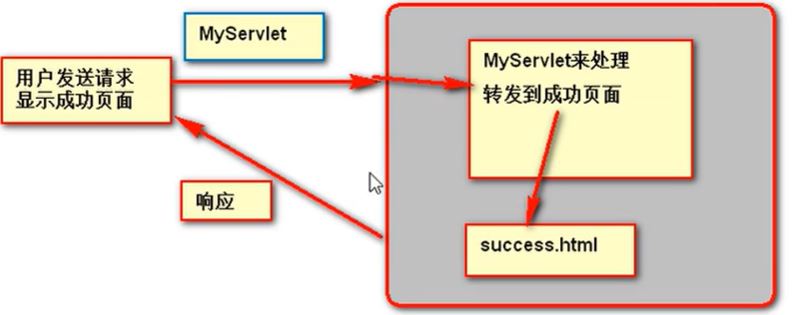 MyServlet
用户发送请求
显示成功页面
MyServlet来处理
转发到成功页面
响应
success.html